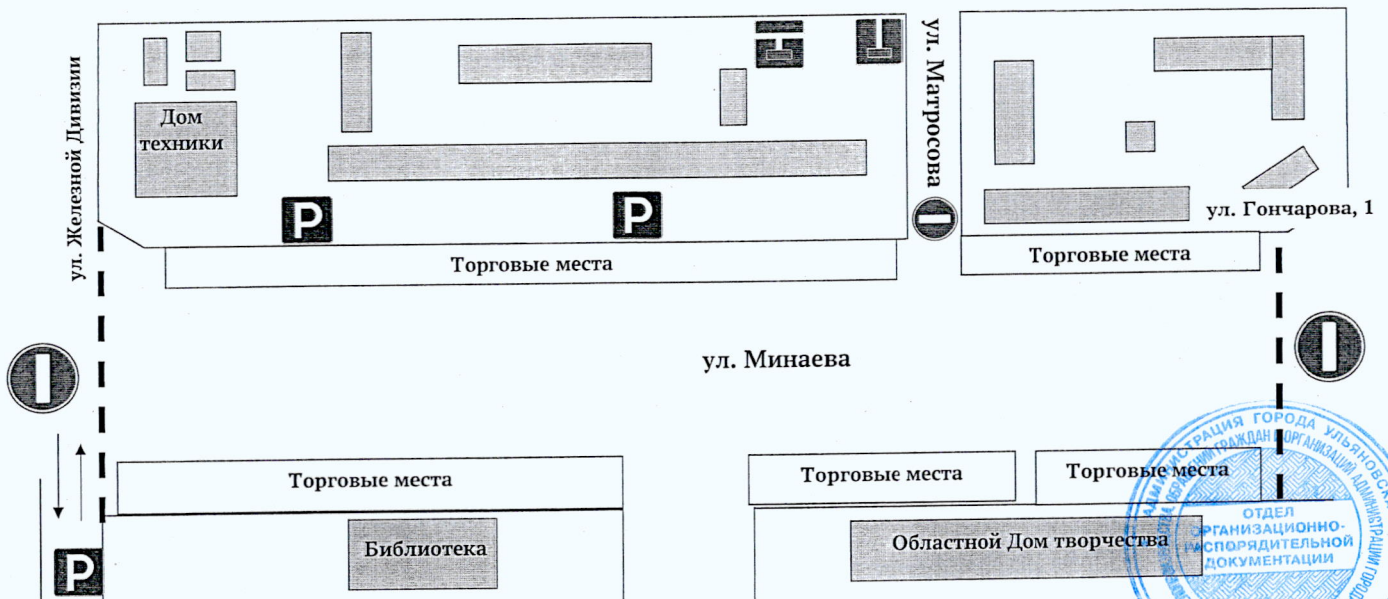 ул. Железной Дивизии
Дом
техники
ул. Матросова
ул. Гончарова, 1
P
P
Торговые места
Торговые места
ул. Минаева
Торговые места
Торговые места
Торговые места
P
Библиотека
Областной Дом творчества
АДМИНИСТРАЦИЯ ГОРОДА УЛЬЯНОВСКА
ОТДЕЛ
ОРГАНИЗАЦИОННО-
РАСПОРЯДИТЕЛЬНОЙ
ДОКУМЕНТАЦИИ